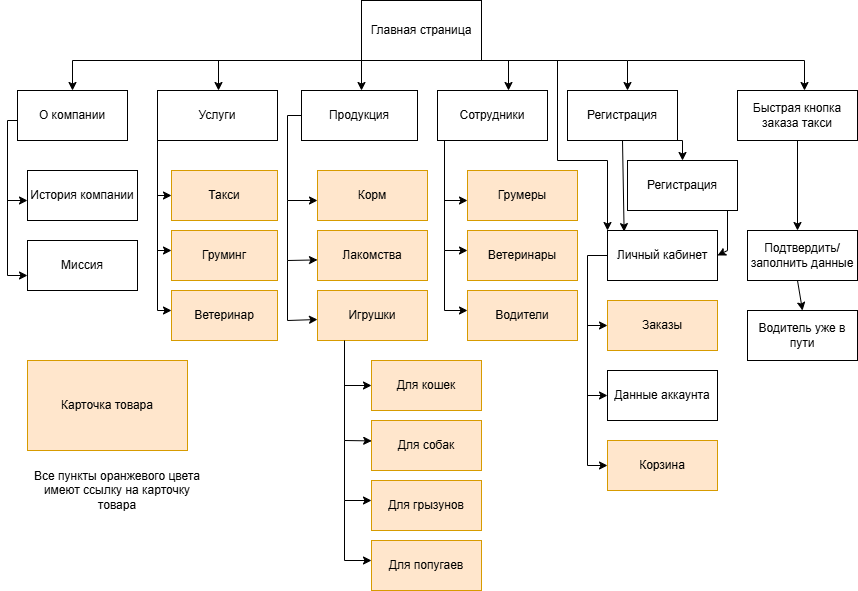 Главная страница
О компании
Услуги
Продукция
Сотрудники
Регистрация
Быстрая кнопка
заказа такси
История компании
Миссия
Такси
Груминг
Ветеринар
Корм
Лакомства
Игрушки
Для кошек
Для собак
Для грызунов
Для попугаев
Грумеры
Ветеринары
Водители
Регистрация
Личный кабинет
Заказы
Данные аккаунта
Корзина
Подтвердить/
заполнить данные
Водитель уже в
пути
Карточка товара
Все пункты оранжевого цвета
имеют ссылку на карточку
товара